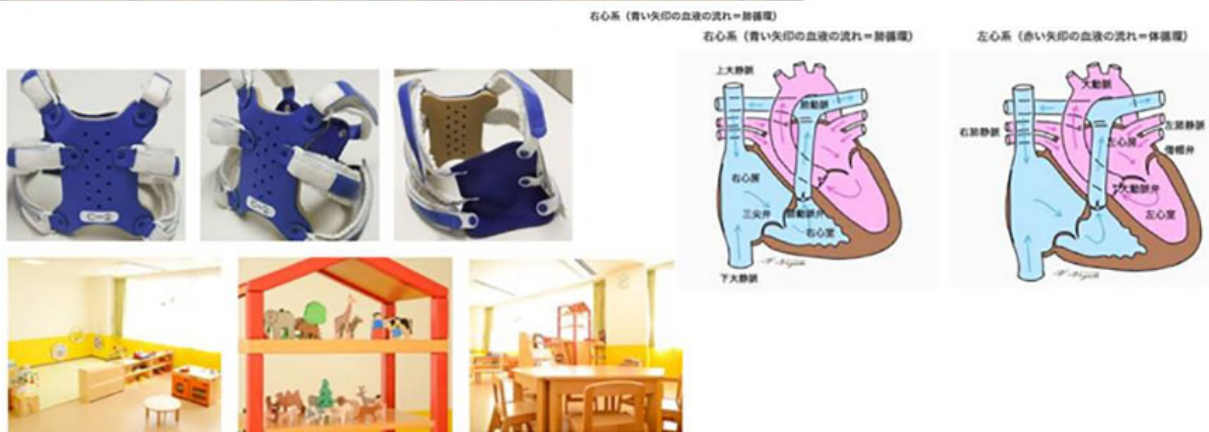 右心系（青い矢印の血液の流れ＝肺循環）
右心系（青い矢印の血液の流れ＝肺循環）
左心系（赤い矢印の血液の流れ＝体循環）
上大静脈
肺動脈
右心房
三尖弁
肺動脈弁
右心室
下大静脈
大動脈
右肺静脈
左肺静脈
僧帽弁
左心房
大動脈弁
左心室
C-2